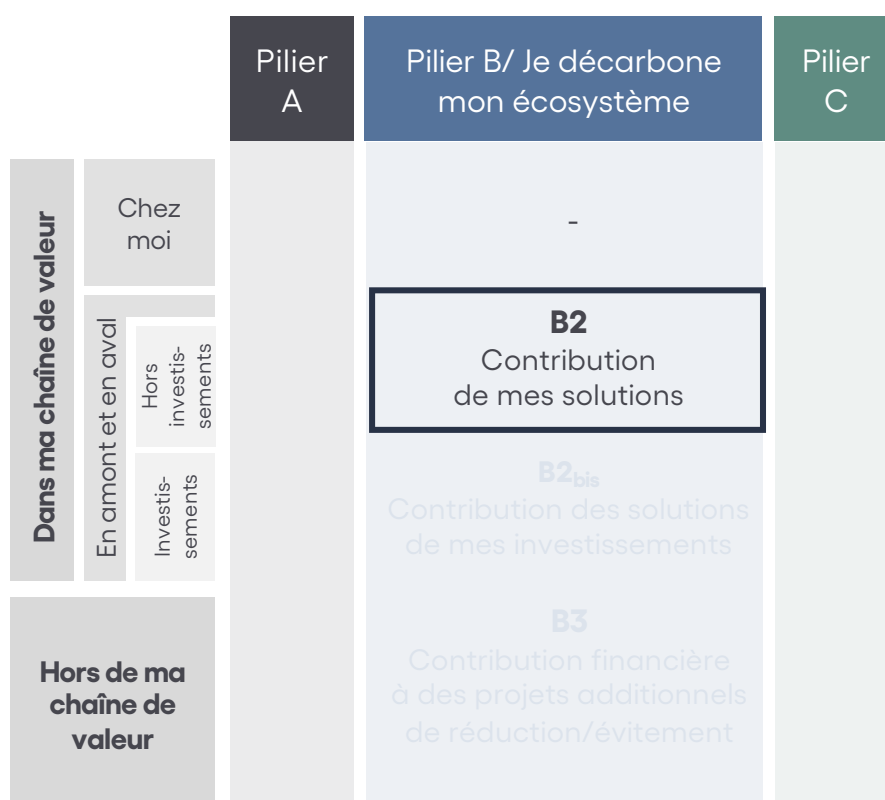 Pilier
A
Pilier B/ Je décarbone
mon écosystème
Pilier
C
Dans ma chaîne de valeur
Chez
moi
-
En amont et en aval
Hors
investis-
sements
B2
Contribution
de mes solutions
Investis-
sements
B2bis
Contribution des solutions
de mes investissements
Hors de ma
chaîne de
valeur
B3
Contribution financière
à des projets additionnels
de réduction/évitement